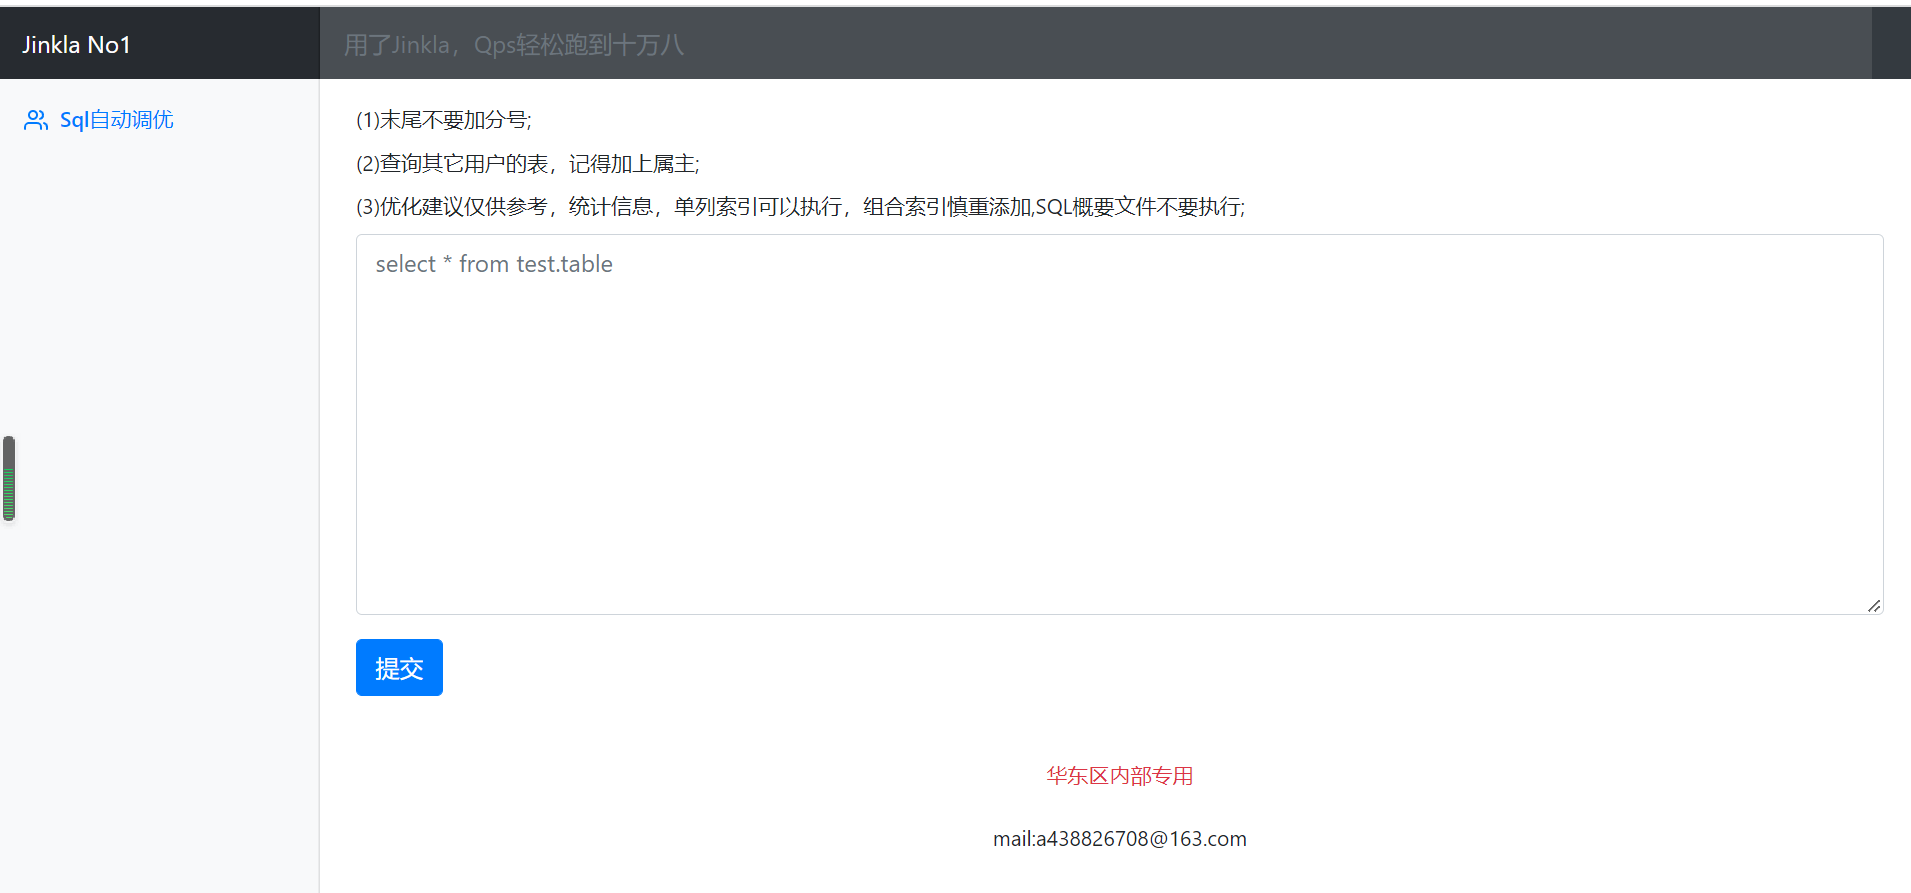 Jinkla No1
用了Jinkla，Qps轻松跑到十万八
Sql自动调优
(1)末尾不要加分号;
(2)查询其它用户的表，记得加上属主;
(3)优化建议仅供参考，统计信息，单列索引可以执行，组合索引慎重添加,SQL概要文件不要执行;
select * from test.table
提交
华东区内部专用
mail:a438826708@163.com